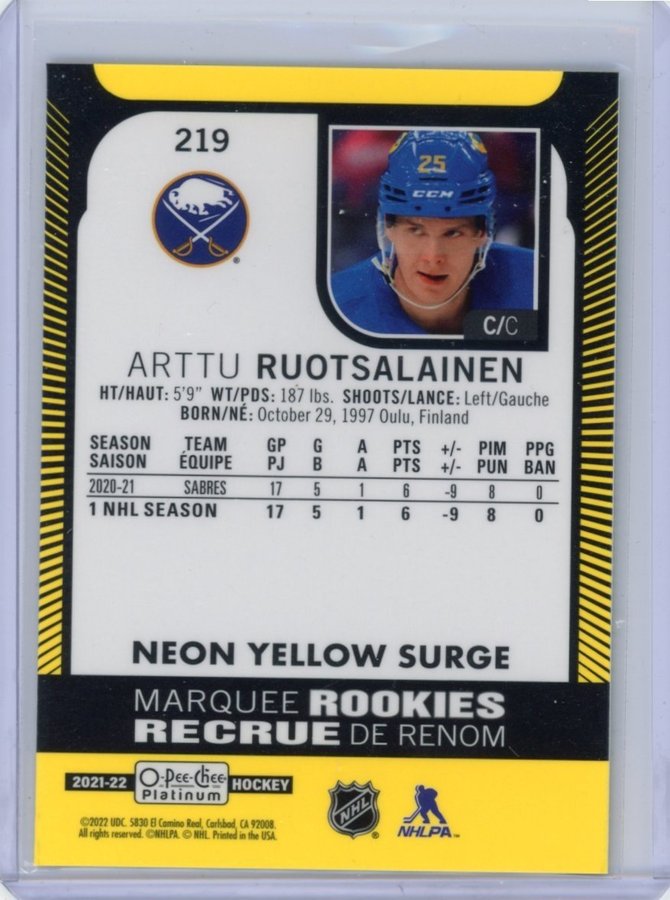 219
25
CCM
C/C
ARTTU RUOTSALAINEN
HT/HAUT: 5'9" WT/PDS: 187 lbs. SHOOTS/LANCE: Left/Gauche
BORN/NÉ: October 29, 1997 Oulu, Finland
SEASON TEAM GP G A PTS +/- PIM PPG
SAISON ÉQUIPE PJ B A PTS +/- PUN BAN
2020-21 SABRES 17 5 1 6 -9 8 0
1 NHL SEASON 17 5 1 6 -9 8 0
NEON YELLOW SURGE
MARQUEE ROOKIES
RECRUE DE RENOM
2021-22 O-Pee-Chee Platinum HOCKEY
NHL
NHLPA™
©2022 UDC. 5830 El Camino Real, Carlsbad, CA 92008.
All rights reserved. ©NHLPA. © NHL. Printed in the USA.